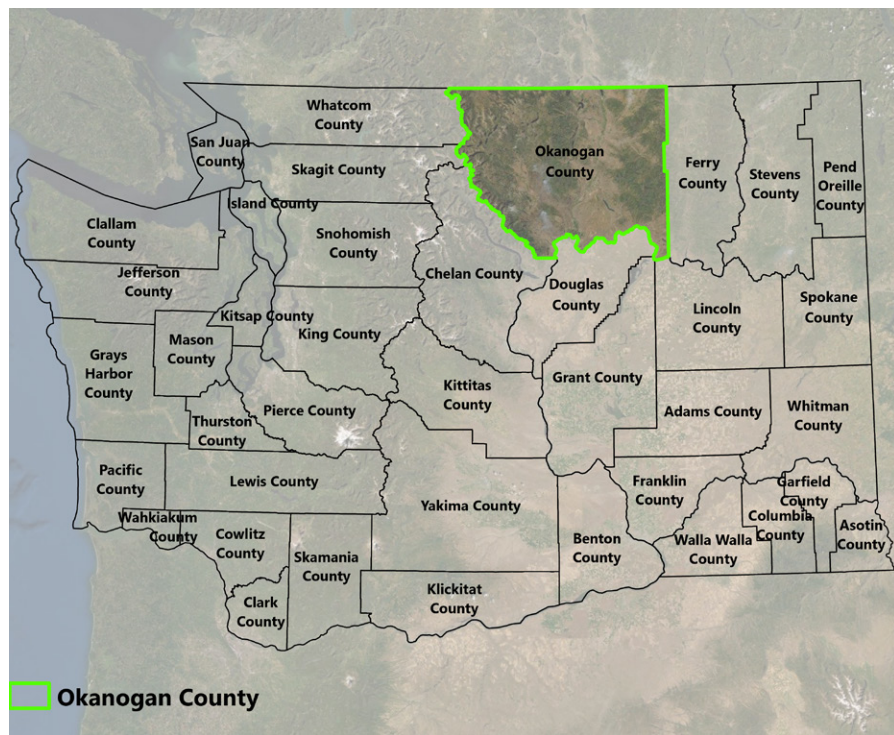 Whatcom
County
San Juan
County
Skagit County
Island County
Okanogan
County
Ferry
County
Stevens
County
Pend
Oreille
County
Clallam
County
Snohomish
County
Chelan County
Jefferson
County
Douglas
County
Kitsap County
King County
Lincoln
County
Spokane
County
Mason
County
Grays
Harbor
County
Kittitas
County
Grant County
Pierce County
Thurston
County
Adams County
Whitman
County
Pacific
County
Lewis County
Yakima County
Franklin
County
Garfield
County
Wahkiakum
County
Cowlitz
County
Skamania
County
Benton
County
Walla Walla
County
Columbia
County
Asotin
County
Clark
County
Klickitat
County
Okanogan County